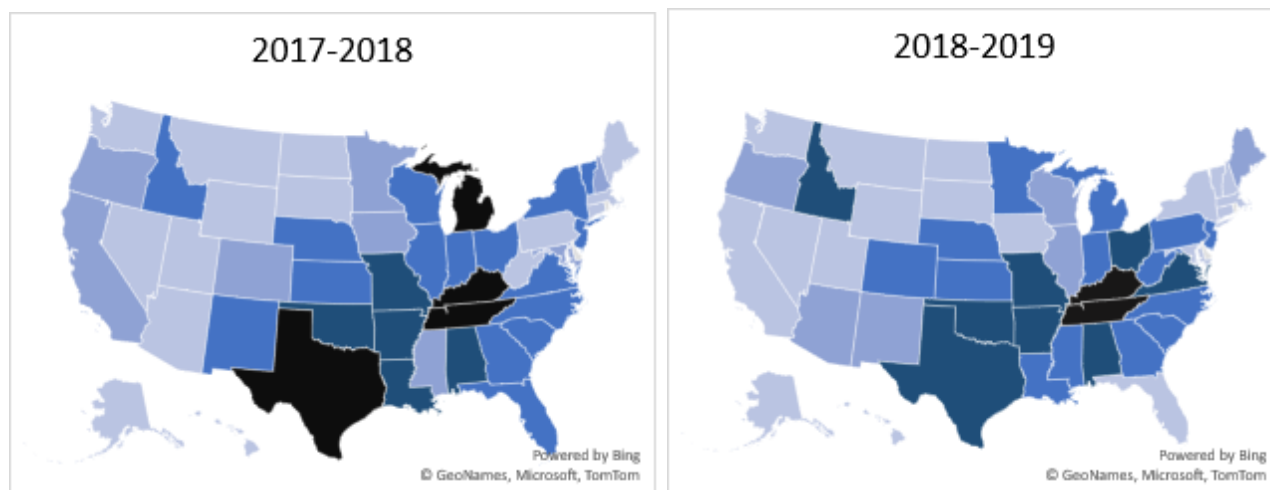 2017-2018
Powered by Bing
© GeoNames, Microsoft, TomTom
2018-2019
Powered by Bing
© GeoNames, Microsoft, TomTom